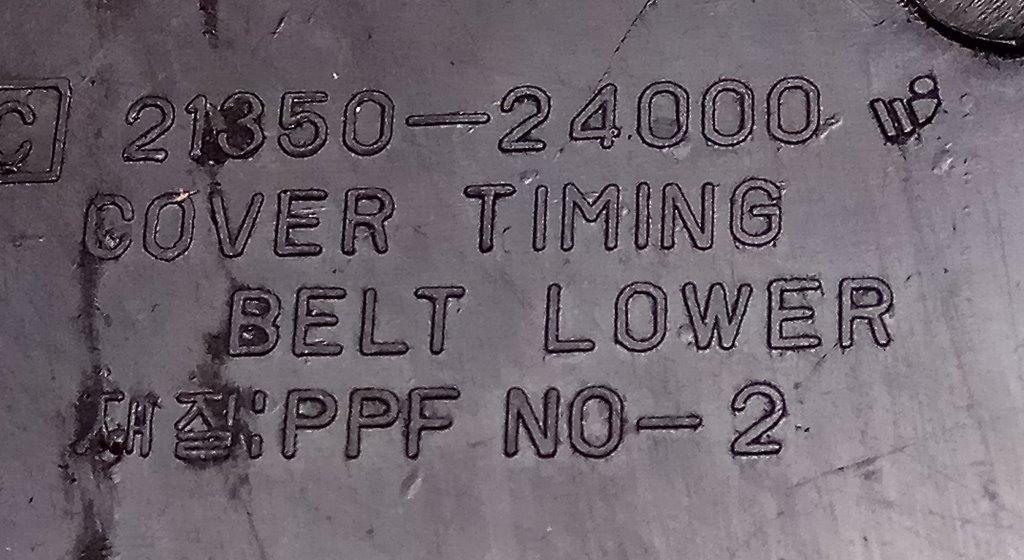 C 21350-24000
COVER TIMING
BELT LOWER
재질:PPF NO-2